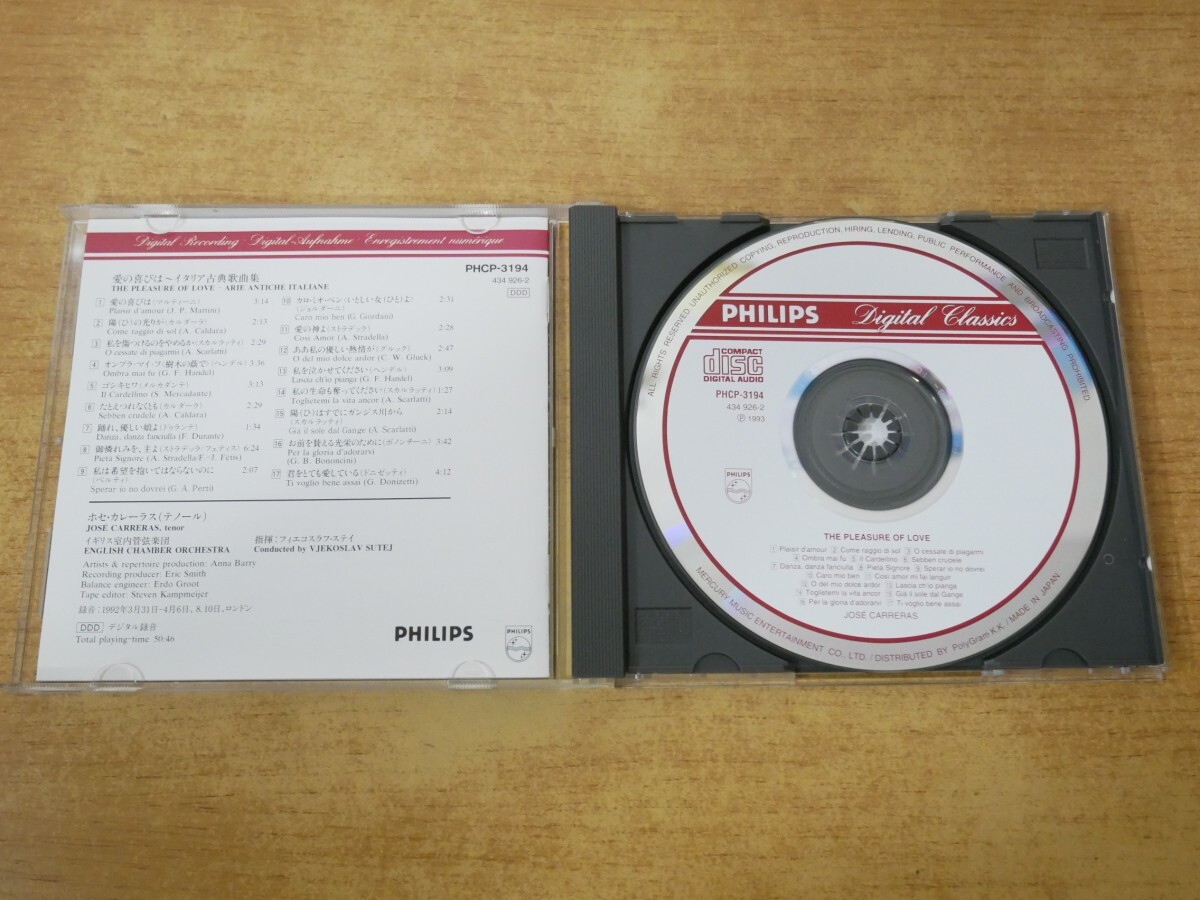 Digital Recording Digital-Aufnahme Enregistrement numérique
PHCP-3194
434 926-2
DDD
愛の喜びは～イタリア古典歌曲集
THE PLEASURE OF LOVE · ARIE ANTICHE ITALIANE
1 愛の喜びは(マルティーニ) 3:14
Plaisir d'amour (J. P. Martini)
2 陽(ひ)の光りが(カルダーラ) 2:13
Come raggio di sol (A. Caldara)
3 私を傷つけるのをやめるか(スカルラッティ) 2:29
O cessate di piagarmi (A. Scarlatti)
4 オンブラ・マイ・フ(樹木の蔭で)(ヘンデル) 3:36
Ombra mai fu (G. F. Handel)
5 ゴシキヒワ(メルカダンテ) 3:13
Il Cardellino (S. Mercadante)
6 たとえつれなくとも(カルダーラ) 2:29
Sebben crudele (A. Caldara)
7 踊れ、優しい娘よ(ドゥランテ) 1:34
Danza, danza fanciulla (F. Durante)
8 御憐れみを、主よ(ストラデッラ/フェティス) 6:24
Pieta Signore (A. Stradella/F.-J. Fetis)
9 私は希望を抱いてはならないのに 2:07
(ペルティ)
Sperar io no dovrei (G. A. Perti)
10 カロ・ミオ・ベン(いとしい女(ひと)よ) 2:31
(ジョルダーニ)
Caro mio ben (G. Giordani)
11 愛の神よ(ストラデッラ) 2:28
Cosi Amor (A. Stradella)
12 ああ私の優しい熱情が(グルック) 2:47
O del mio dolce ardor (C. W. Gluck)
13 私を泣かせてください(ヘンデル) 3:09
Lascia ch'io pianga (G. F. Handel)
14 私の生命も奪ってください(スカルラッティ) 1:27
Toglietemi la vita ancor (A. Scarlatti)
15 陽(ひ)はすでにガンジス川から 2:14
(スカルラッティ)
Già il sole dal Gange (A. Scarlatti)
16 お前を賛える光栄のために(ボノンチーニ) 3:42
Per la gloria d'adorarvi
(G. B. Bononcini)
17 君をとても愛している(ドニゼッティ) 4:12
Ti voglio bene assai (G. Donizetti)
ホセ・カレーラス(テノール)
JOSÉ CARRERAS, tenor
イギリス室内管弦楽団 指揮:フィエコスラフ・ステイ
ENGLISH CHAMBER ORCHESTRA Conducted by VJEKOSLAV SUTEJ
Artists & repertoire production: Anna Barry
Recording producer: Eric Smith
Balance engineer: Erdo Groot
Tape editor: Steven Kampmeijer
録音:1992年3月31日-4月6日、8、10日、ロンドン
DDD デジタル録音
Total playing-time 50:46
PHILIPS
PHILIPS
ALL RIGHTS RESERVED. UNAUTHORIZED COPYING, REPRODUCTION, HIRING, LENDING, PUBLIC PERFORMANCE AND BROADCASTING PROHIBITED.
PHILIPS Digital Classics
COMPACT
disc
DIGITAL AUDIO
PHCP-3194
434 926-2
℗ 1993
PHILIPS
THE PLEASURE OF LOVE
1 Plaisir d'amour 2 Come raggio di sol 3 O cessate di piagarmi
4 Ombra mai fu 5 Il Cardellino 6 Sebben crudele
7 Danza, danza, fanciulla 8 Pieta Signore 9 Sperar io no dovrei
10 Caro mio ben 11 Cosi amor mi fai languir
12 O del mio dolce ardor 13 Lascia ch'io pianga
14 Toglietemi la vita ancor 15 Già il sole dal Gange
16 Per la gloria d'adorarvi 17 Ti voglio bene assai
JOSÉ CARRERAS
MERCURY MUSIC ENTERTAINMENT CO., LTD. / DISTRIBUTED BY PolyGram K.K. / MADE IN JAPAN.